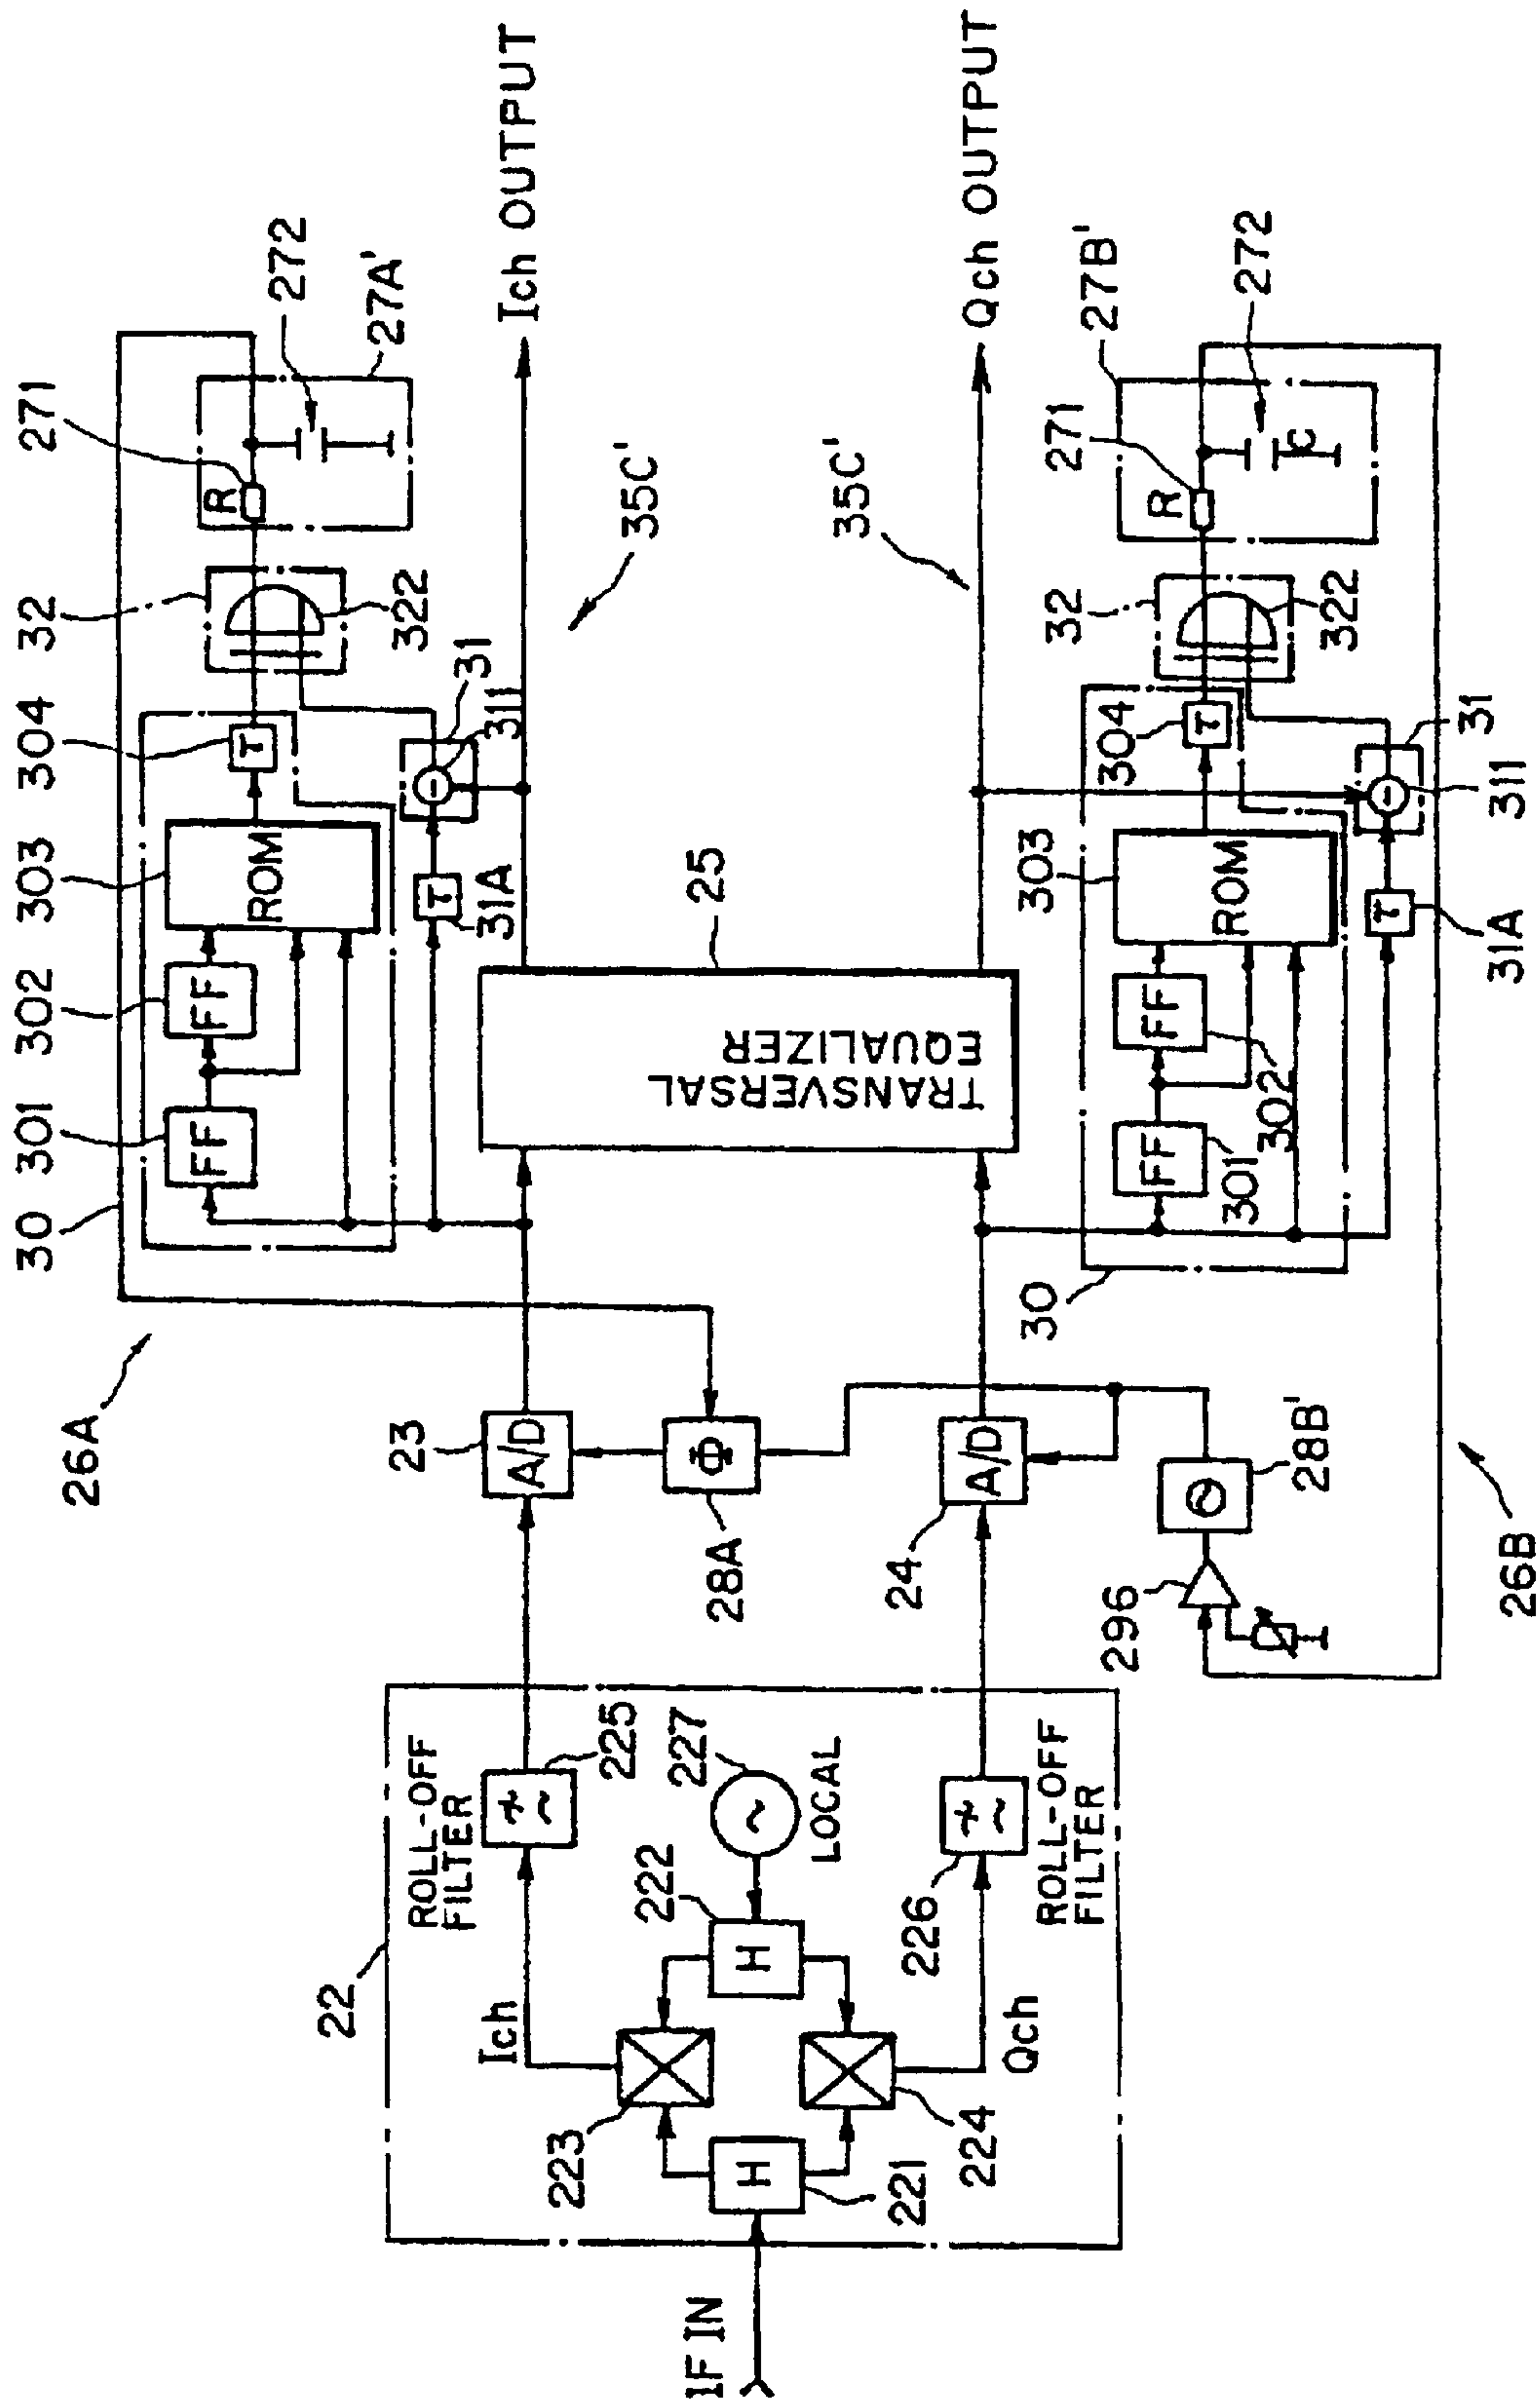 26A
30
301
302
303
304
32
271
272
27A'
FF
FF
ROM
τ
R
322
31
311
τ
31A
Ich OUTPUT
35C'
22
ROLL-OFF
FILTER
225
23
A/D
Ich
223
222
227
H
~
LOCAL
28A
Φ
TRANSVERSAL
EQUALIZER
25
IF IN
H
221
224
Qch
226
ROLL-OFF
FILTER
24
A/D
35C'
Qch OUTPUT
296
28B'
30
FF
301
FF
302
303
ROM
304
τ
32
322
271
R
C
272
27B'
τ
31A
31
311
26B